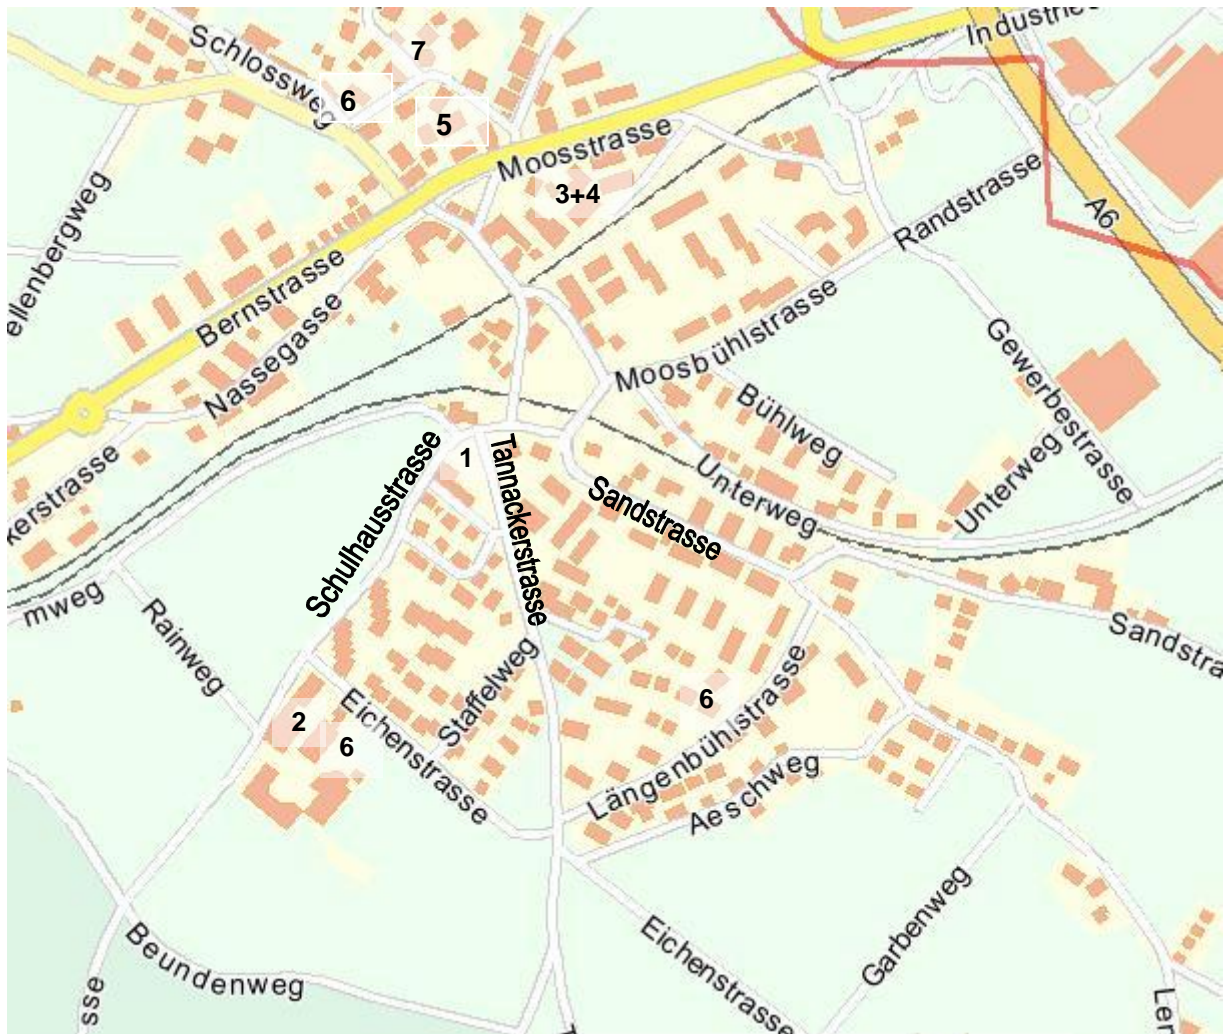 Industrie
Schlossweg
7
6
5
Moosstrasse
3+4
A6
Randstrasse
ellenbergweg
Bernstrasse
Nassegasse
Moosbühlstrasse
Gewerbestrasse
Bühlweg
Unterweg
Unterweg
kerstrasse
Schulhausstrasse
1
Tannackerstrasse
Sandstrasse
mweg
Rainweg
Sandstra
Staffelweg
Eichenstrasse
2
6
6
Längenbühlstrasse
Aeschweg
Garbenweg
Eichenstrasse
Beundenweg
sse
T
Ler